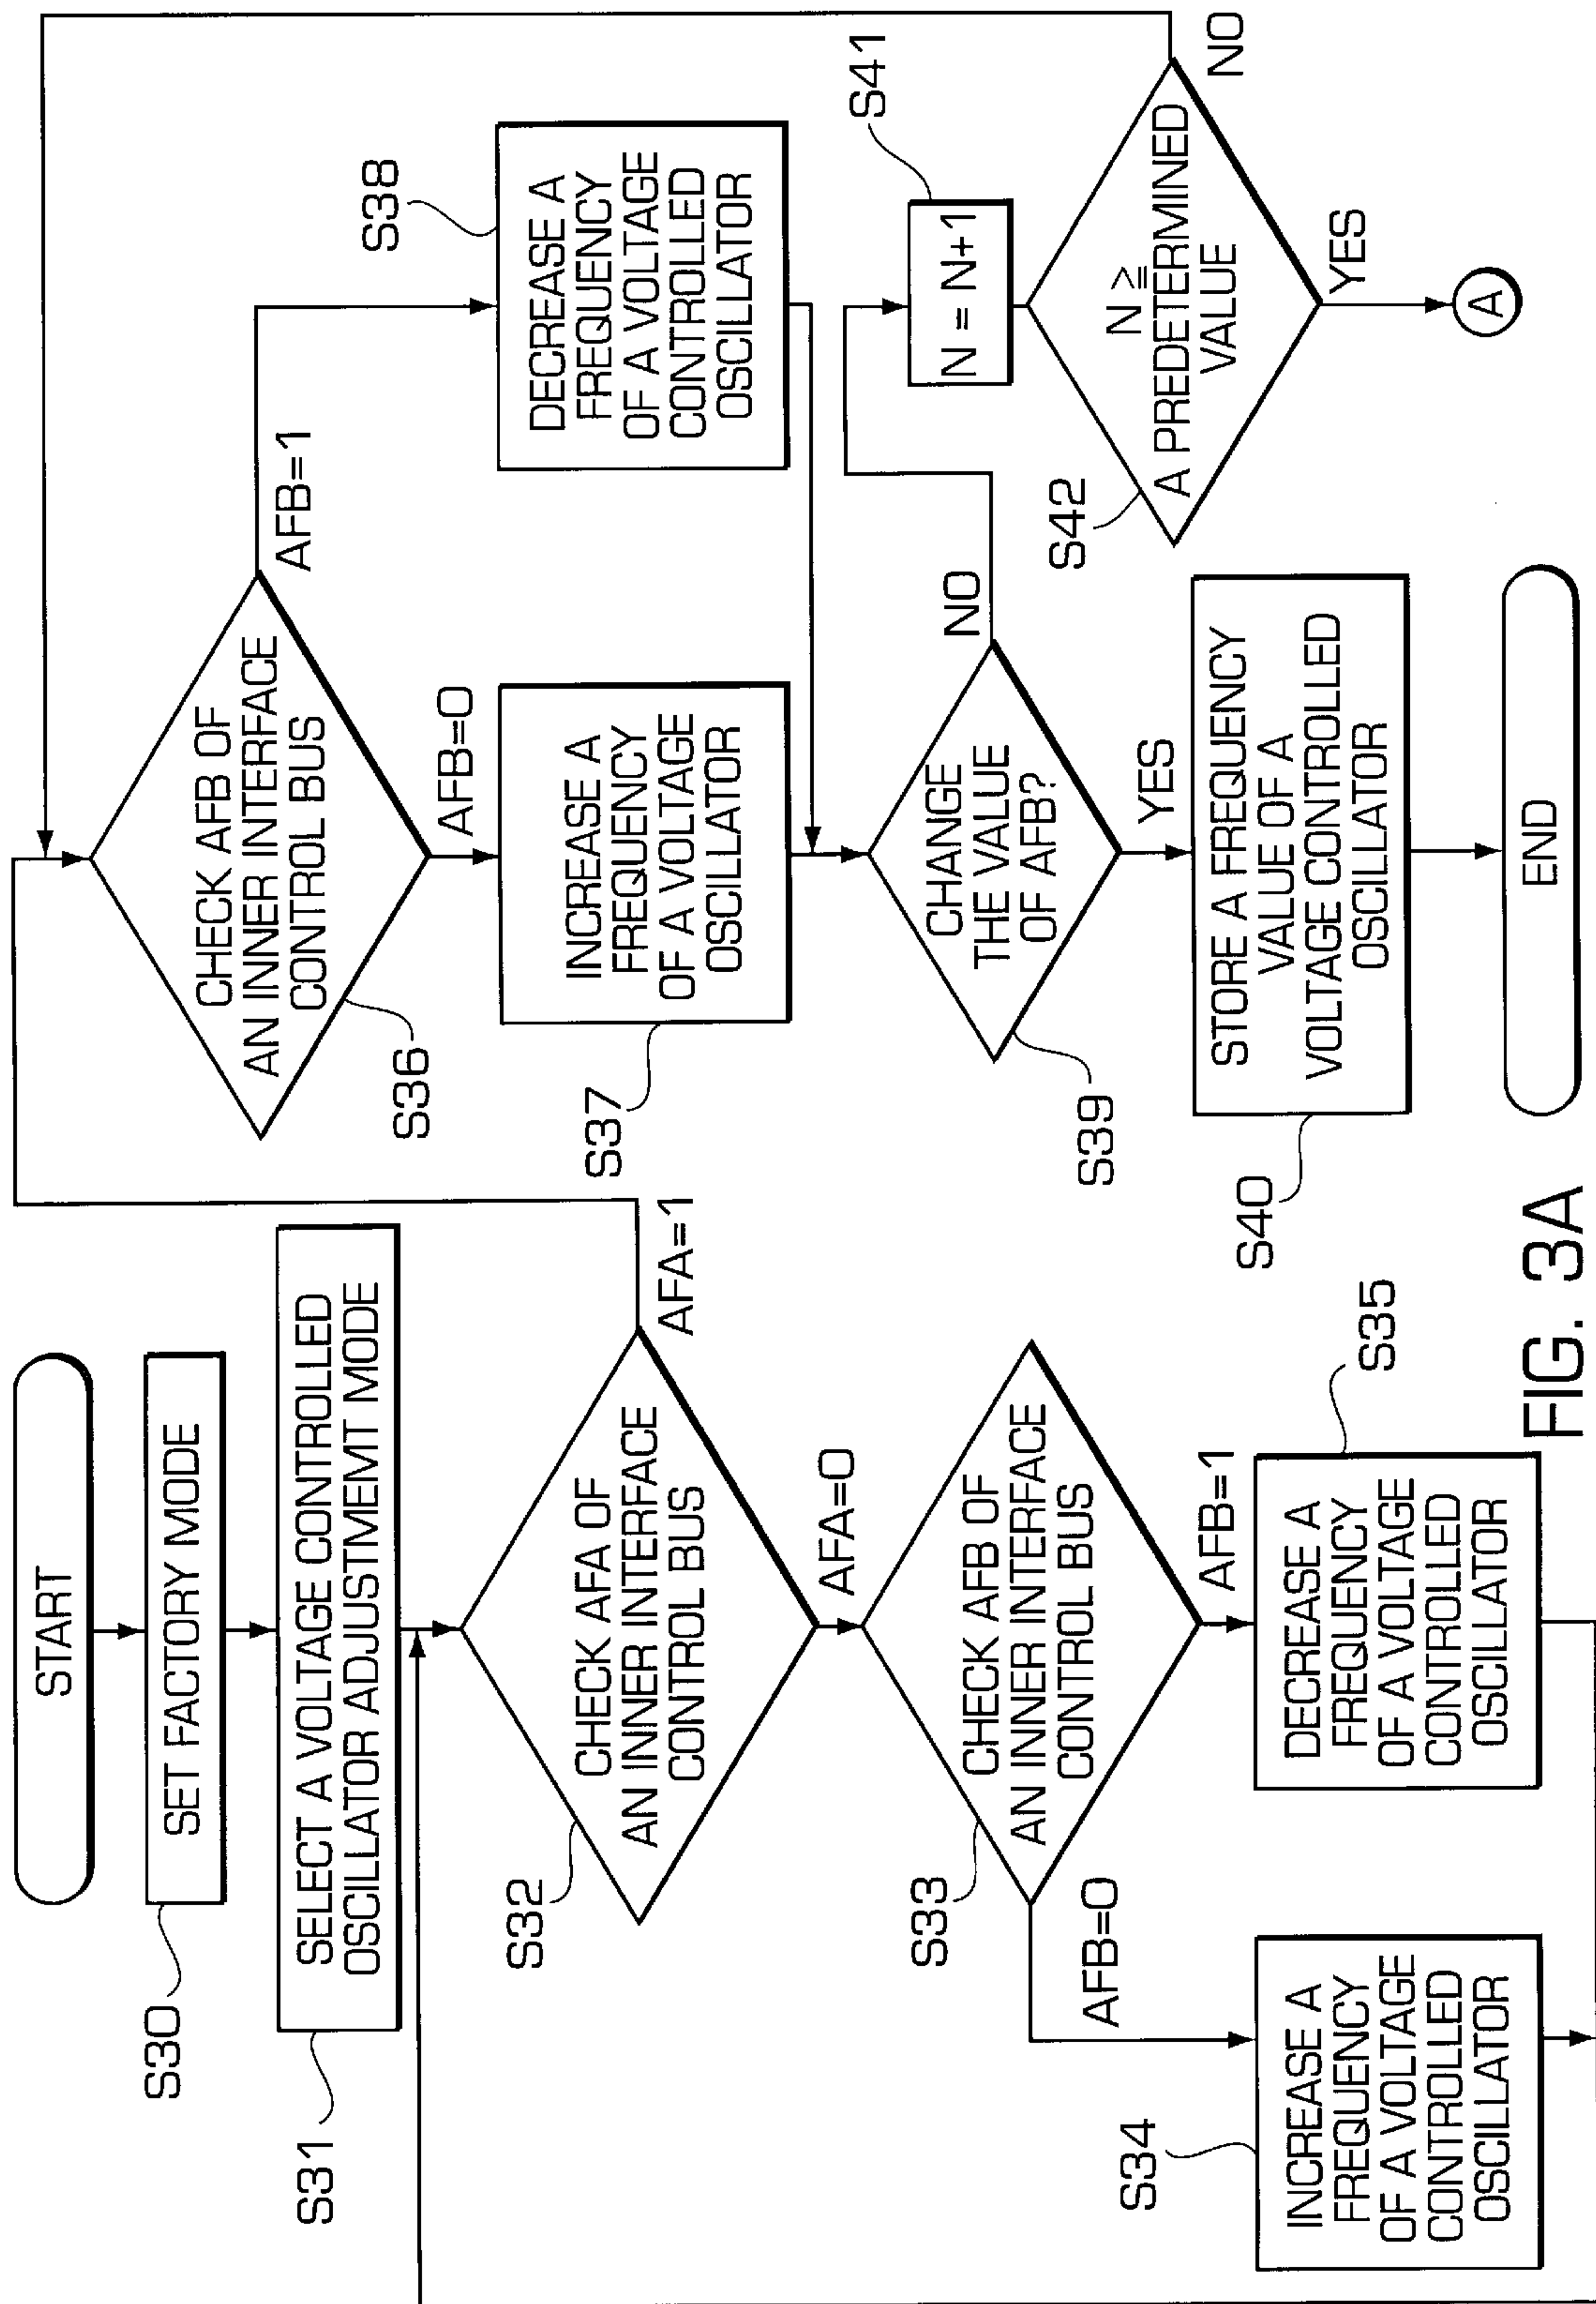 START
S30
SET FACTORY MODE
S31
SELECT A VOLTAGE CONTROLLED
OSCILLATOR ADJUSTMEMT MODE
S32
CHECK AFA OF
AN INNER INTERFACE
CONTROL BUS
AFA=1
AFA=0
S33
CHECK AFB OF
AN INNER INTERFACE
CONTROL BUS
AFB=0
AFB=1
S34
INCREASE A
FREQUENCY
OF A VOLTAGE
CONTROLLED
OSCILLATOR
S35
DECREASE A
FREQUENCY
OF A VOLTAGE
CONTROLLED
OSCILLATOR
S36
CHECK AFB OF
AN INNER INTERFACE
CONTROL BUS
AFB=1
AFB=0
S37
INCREASE A
FREQUENCY
OF A VOLTAGE
OSCILLATOR
S38
DECREASE A
FREQUENCY
OF A VOLTAGE
CONTROLLED
OSCILLATOR
S39
CHANGE
THE VALUE
OF AFB?
NO
YES
S40
STORE A FREQUENCY
VALUE OF A
VOLTAGE CONTROLLED
OSCILLATOR
END
S41
N = N+1
S42
N ≧
A PREDETERMINED
VALUE
NO
YES
A
FIG. 3A